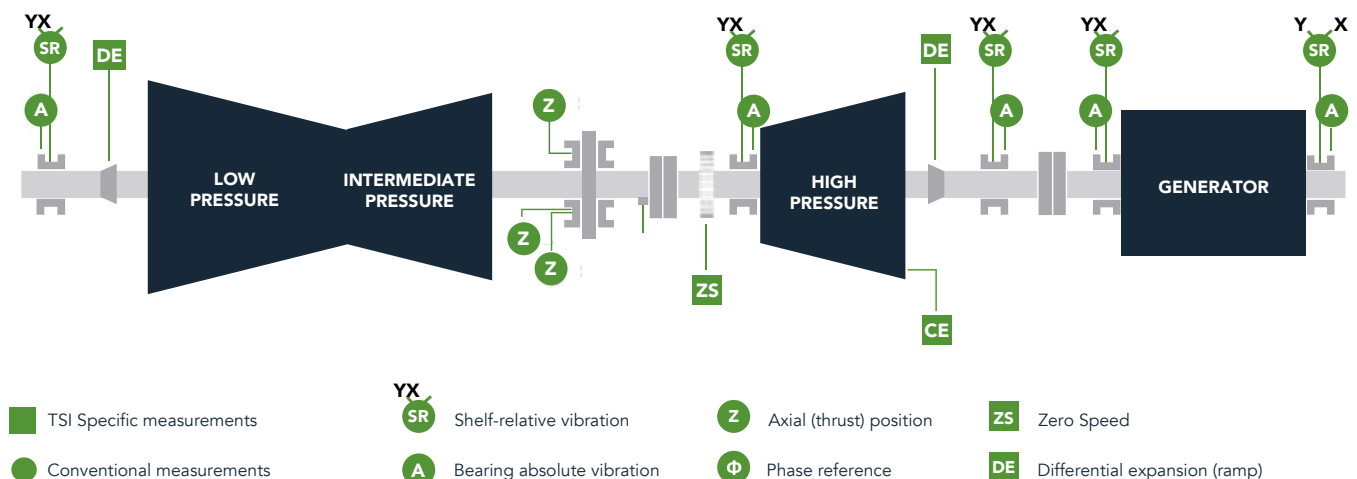 YX YX YX YX Y X
SR DE SR DE SR SR SR
A Z A A A A
LOW PRESSURE
INTERMEDIATE PRESSURE
HIGH PRESSURE
GENERATOR
Z
Z
ZS
CE
YX
TSI Specific measurements
SR Shelf-relative vibration
Z Axial (thrust) position
ZS Zero Speed
Conventional measurements
A Bearing absolute vibration
Φ Phase reference
DE Differential expansion (ramp)